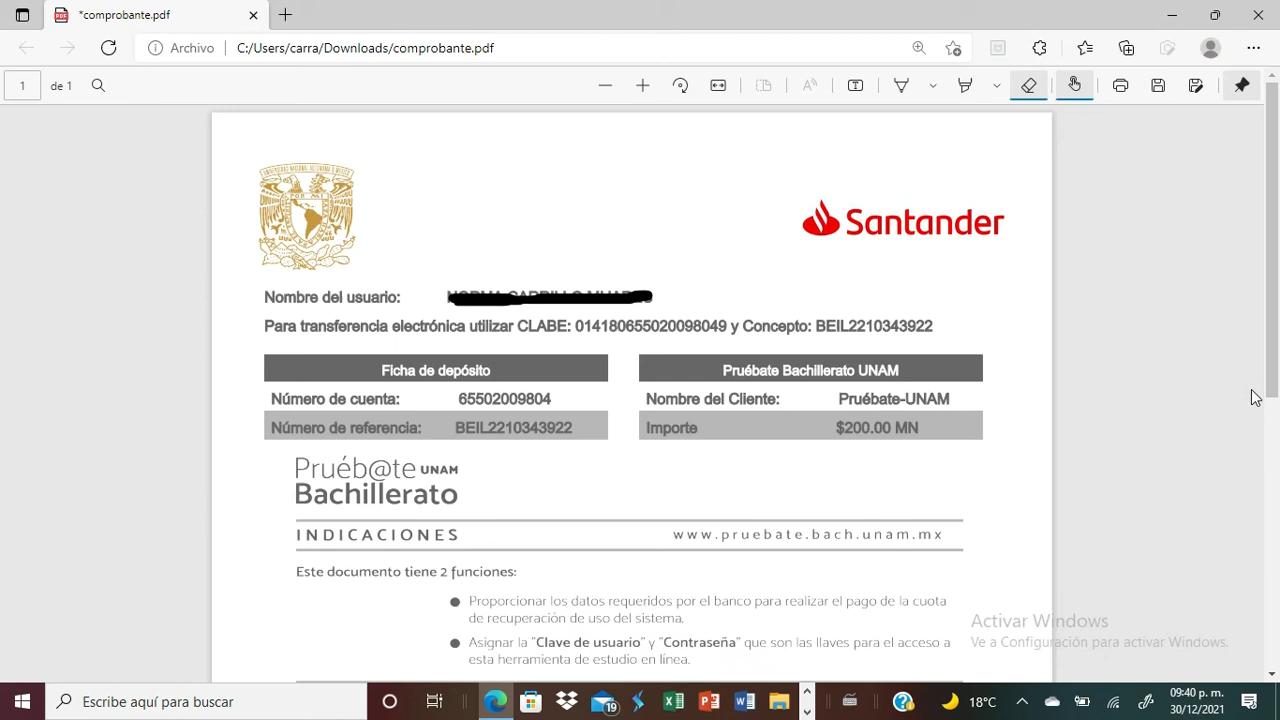 *comprobante.pdf
Archivo C:/Users/carra/Downloads/comprobante.pdf
1 de 1
Santander
Nombre del usuario:
Para transferencia electrónica utilizar CLABE: 014180655020098049 y Concepto: BEIL2210343922
Ficha de depósito
Número de cuenta: 65502009804
Número de referencia: BEIL2210343922
Pruébate Bachillerato UNAM
Nombre del Cliente: Pruébate-UNAM
Importe $200.00 MN
Pruéb@te UNAM
Bachillerato
INDICACIONES www.pruebate.bach.unam.mx
Este documento tiene 2 funciones:
Proporcionar los datos requeridos por el banco para realizar el pago de la cuota
de recuperación de uso del sistema.
Asignar la "Clave de usuario" y "Contraseña" que son las llaves para el acceso a
esta herramienta de estudio en línea.
Activar Windows
Ve a Configuración para activar Windows.
Escribe aquí para buscar
19
18°C
09:40 p. m.
30/12/2021